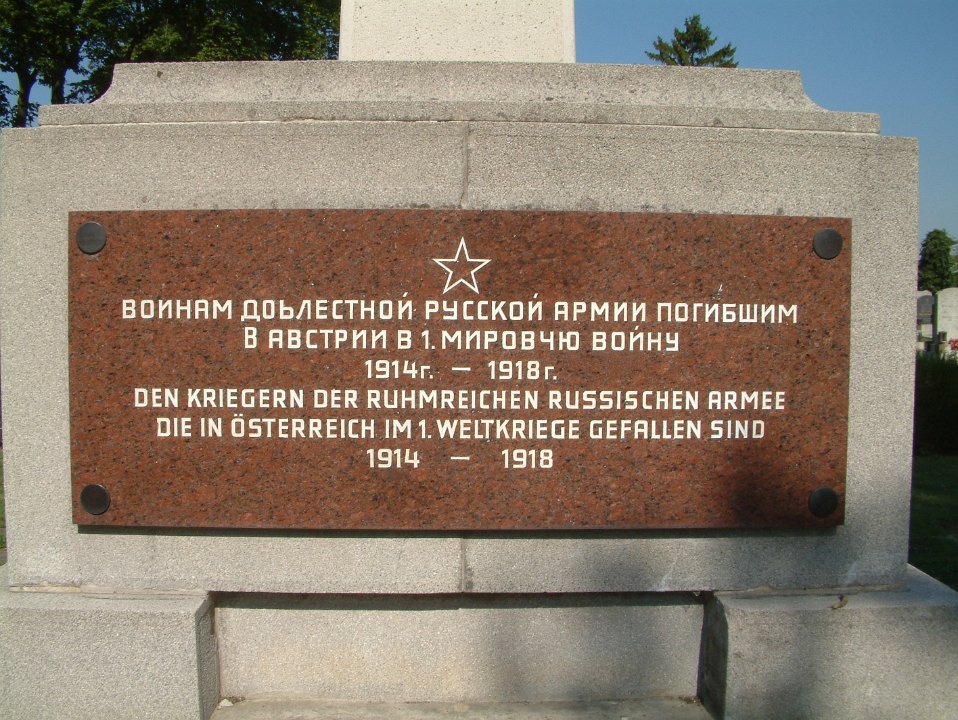 ВОИНАМ ДОЬЛЕСТНОЙ РУССКОЙ АРМИИ ПОГИБШИМ
В АВСТРИИ В 1. МИРОВЧЮ ВОЙНУ
1914г. — 1918г.
DEN KRIEGERN DER RUHMREICHEN RUSSISCHEN ARMEE
DIE IN ÖSTERREICH IM 1. WELTKRIEGE GEFALLEN SIND
1914 — 1918